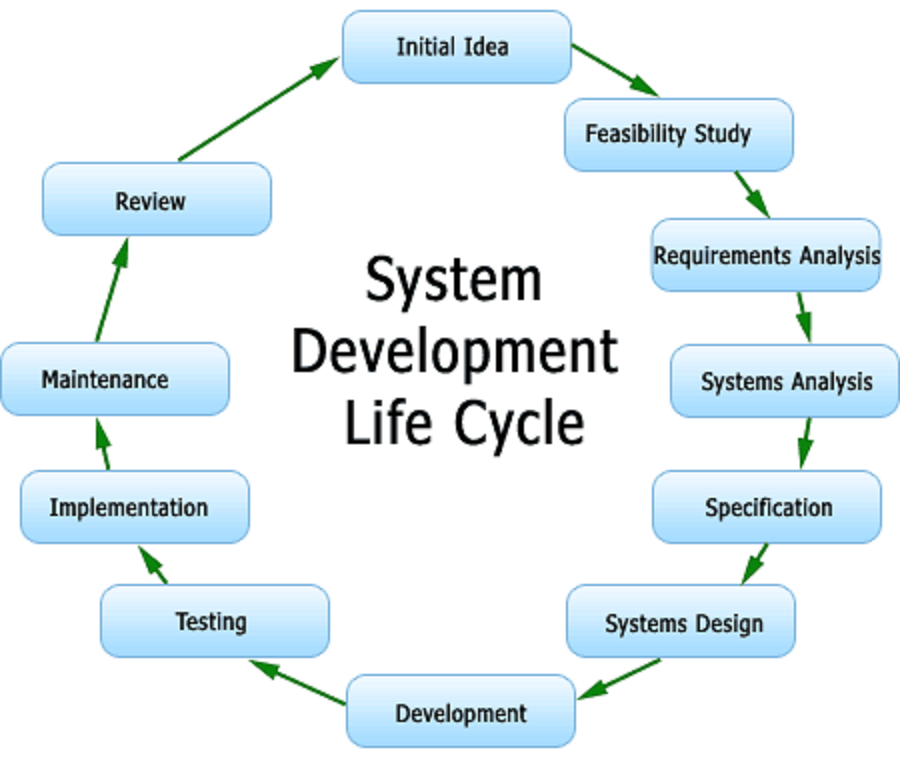 Initial Idea
Feasibility Study
Requirements Analysis
Systems Analysis
Specification
Systems Design
Development
Testing
Implementation
Maintenance
Review
System
Development
Life Cycle